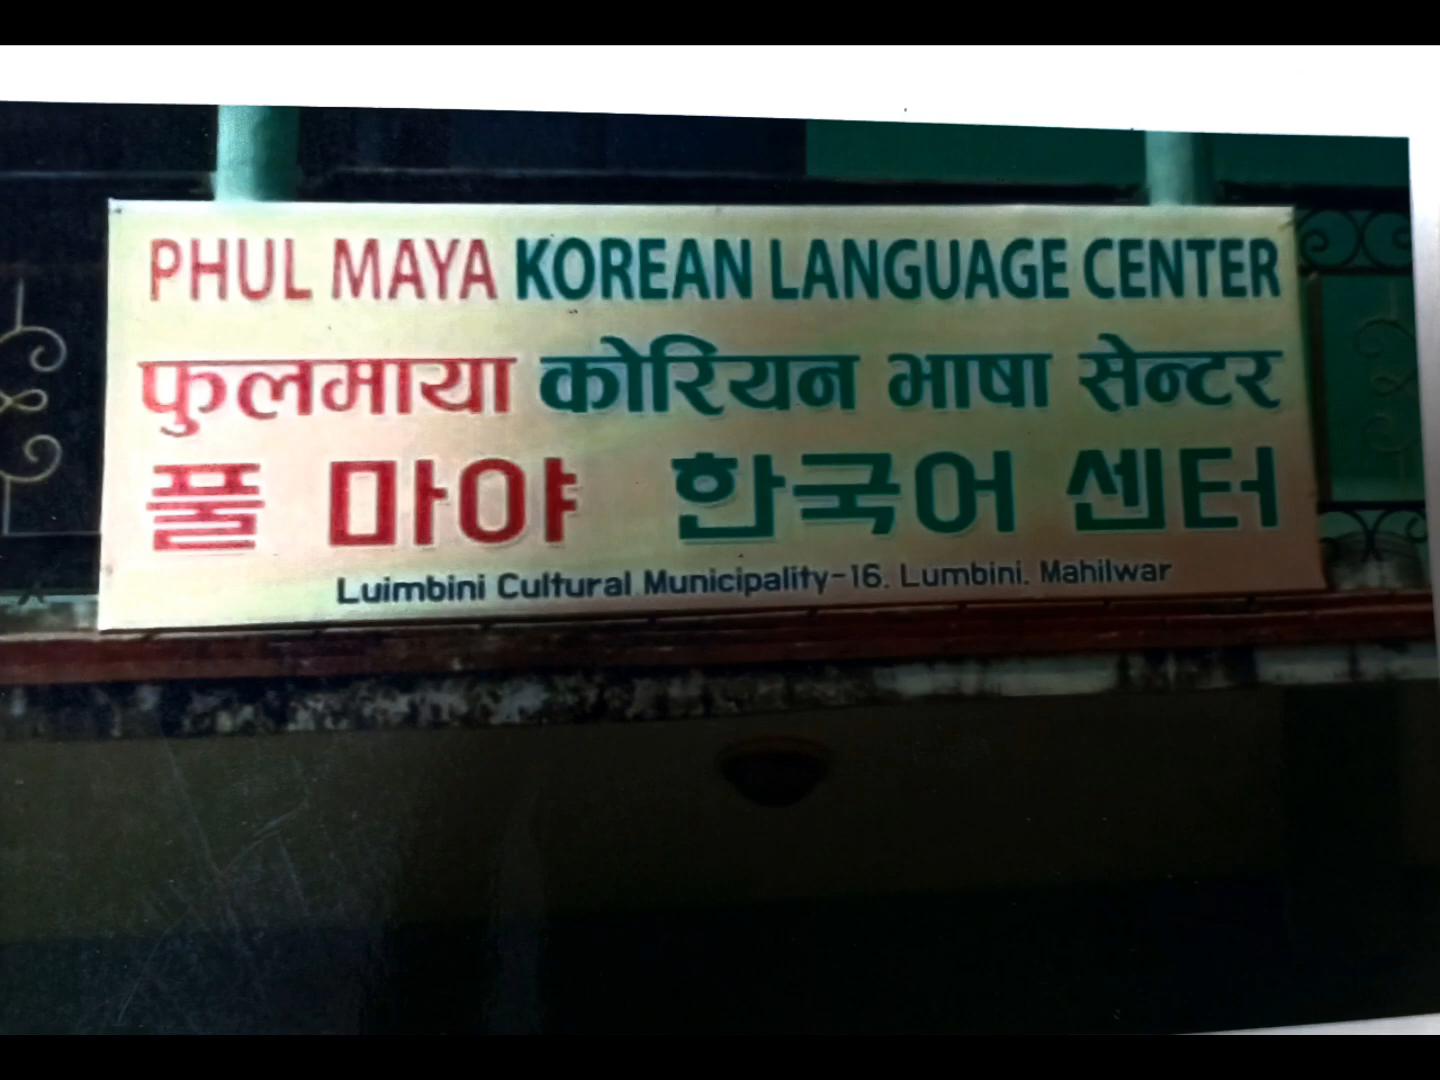 PHUL MAYA KOREAN LANGUAGE CENTER
फुलमाया कोरियन भाषा सेन्टर
풀 마야 한국어 센터
Luimbini Cultural Municipality-16. Lumbini. Mahilwar